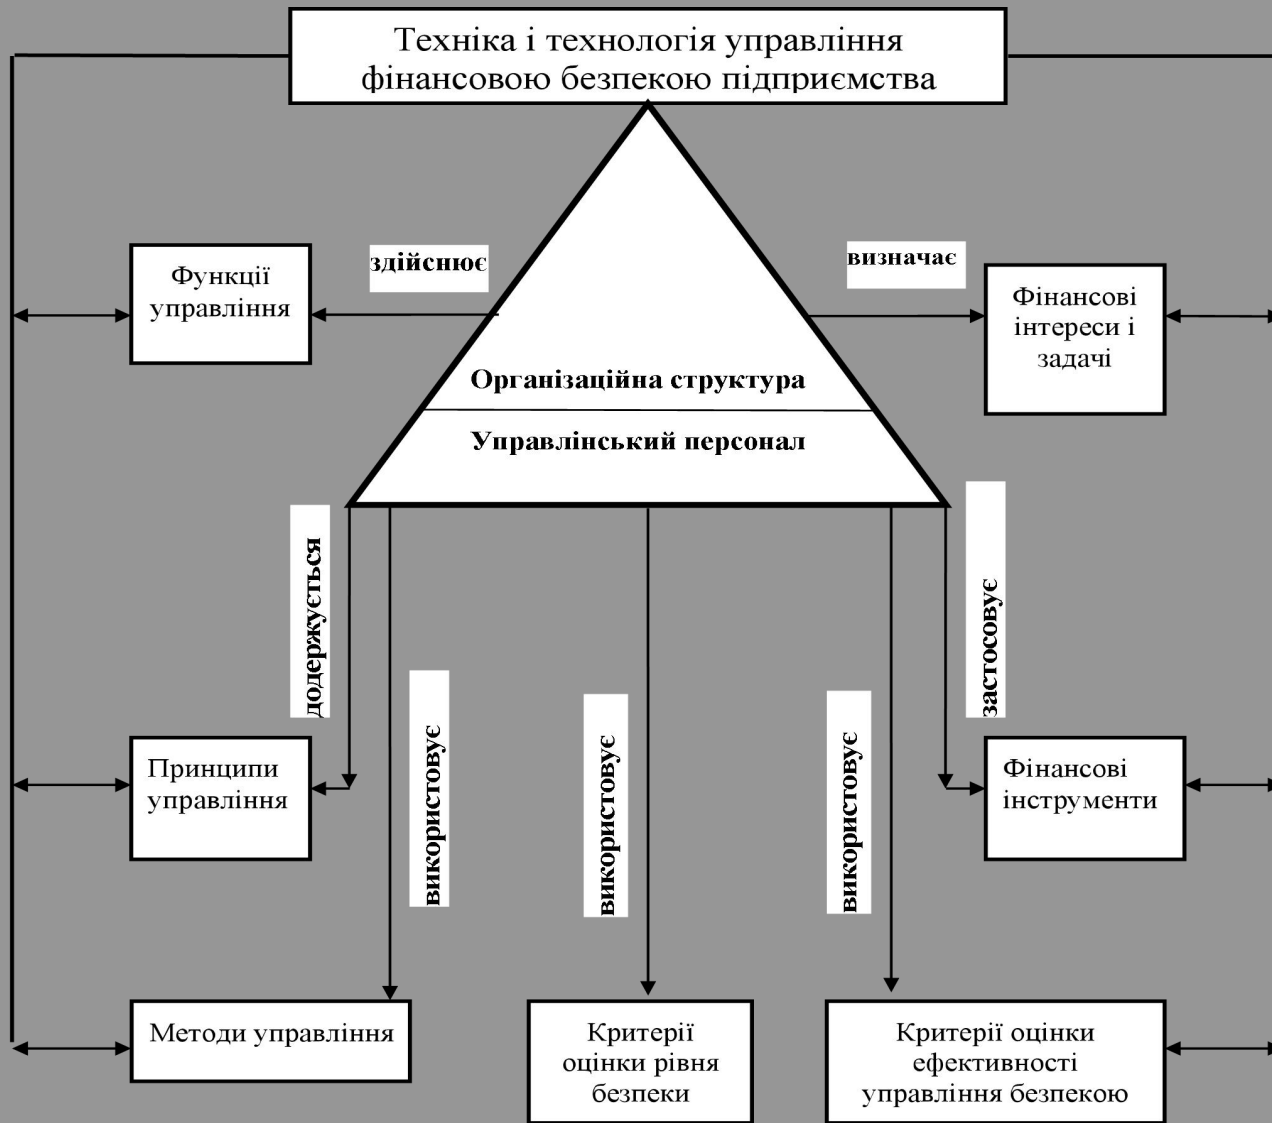 Техніка і технологія управління
фінансовою безпекою підприємства
здійснює
визначає
Функції
управління
Фінансові
інтереси і
задачі
Організаційна структура
Управлінський персонал
додержується
використовує
використовує
використовує
застосовує
Принципи
управління
Фінансові
інструменти
Методи управління
Критерії
оцінки рівня
безпеки
Критерії оцінки
ефективності
управління безпекою